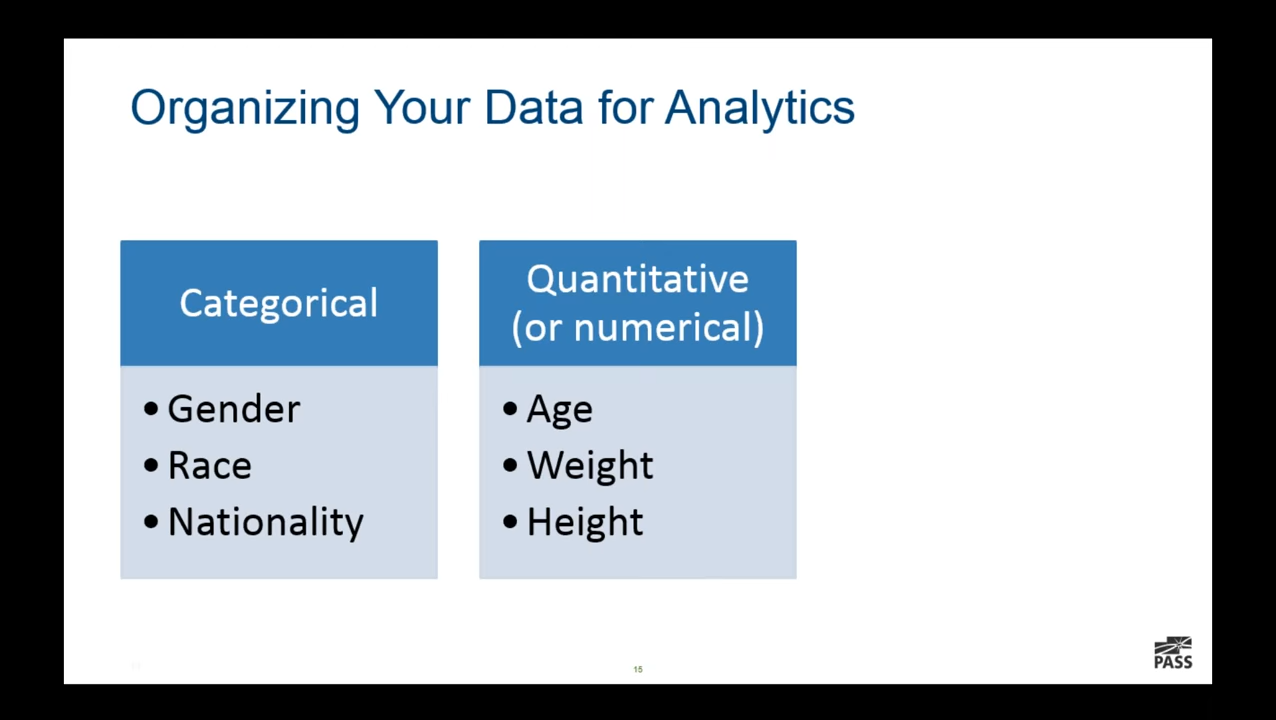 Organizing Your Data for Analytics
Categorical
• Gender
• Race
• Nationality
Quantitative
(or numerical)
• Age
• Weight
• Height
15
PASS